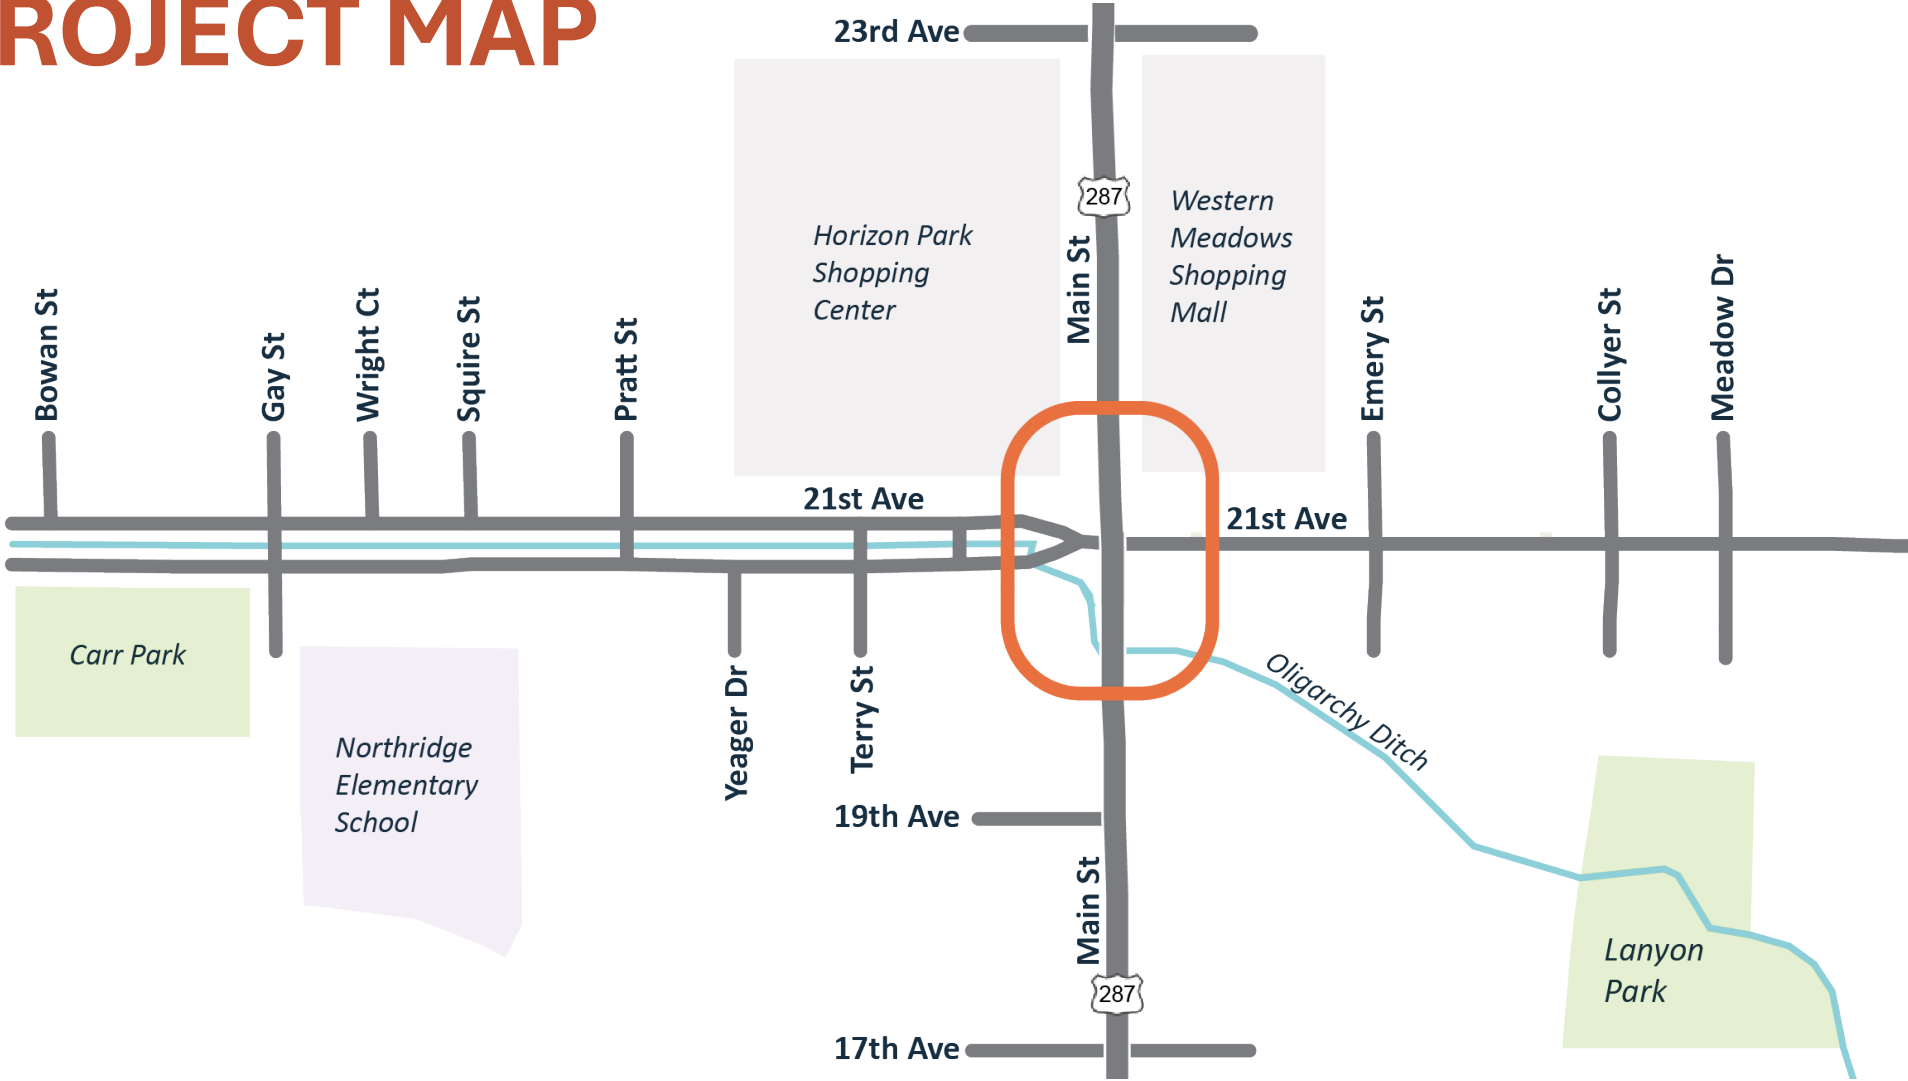 ROJECT MAP
23rd Ave
287
Main St
Horizon Park
Shopping
Center
Western
Meadows
Shopping
Mall
Bowan St
Gay St
Wright Ct
Squire St
Pratt St
Emery St
Collyer St
Meadow Dr
21st Ave
21st Ave
Carr Park
Northridge
Elementary
School
Yeager Dr
Terry St
Oligarchy Ditch
19th Ave
Main St
Lanyon
Park
287
17th Ave